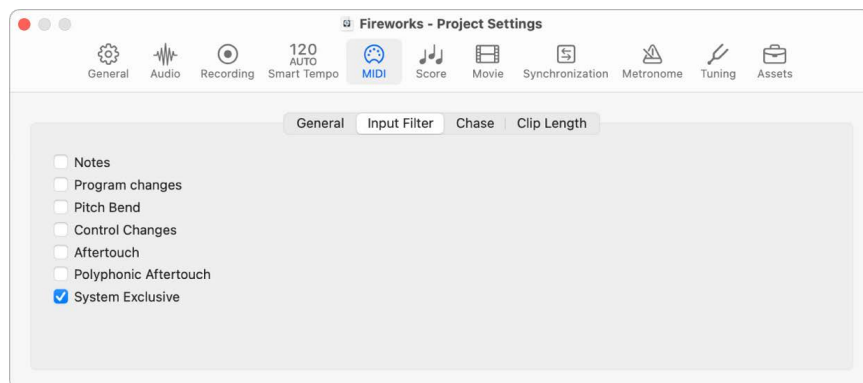 Fireworks - Project Settings
General Audio Recording 120 AUTO Smart Tempo MIDI Score Movie Synchronization Metronome Tuning Assets
General Input Filter Chase Clip Length
Notes
Program changes
Pitch Bend
Control Changes
Aftertouch
Polyphonic Aftertouch
System Exclusive